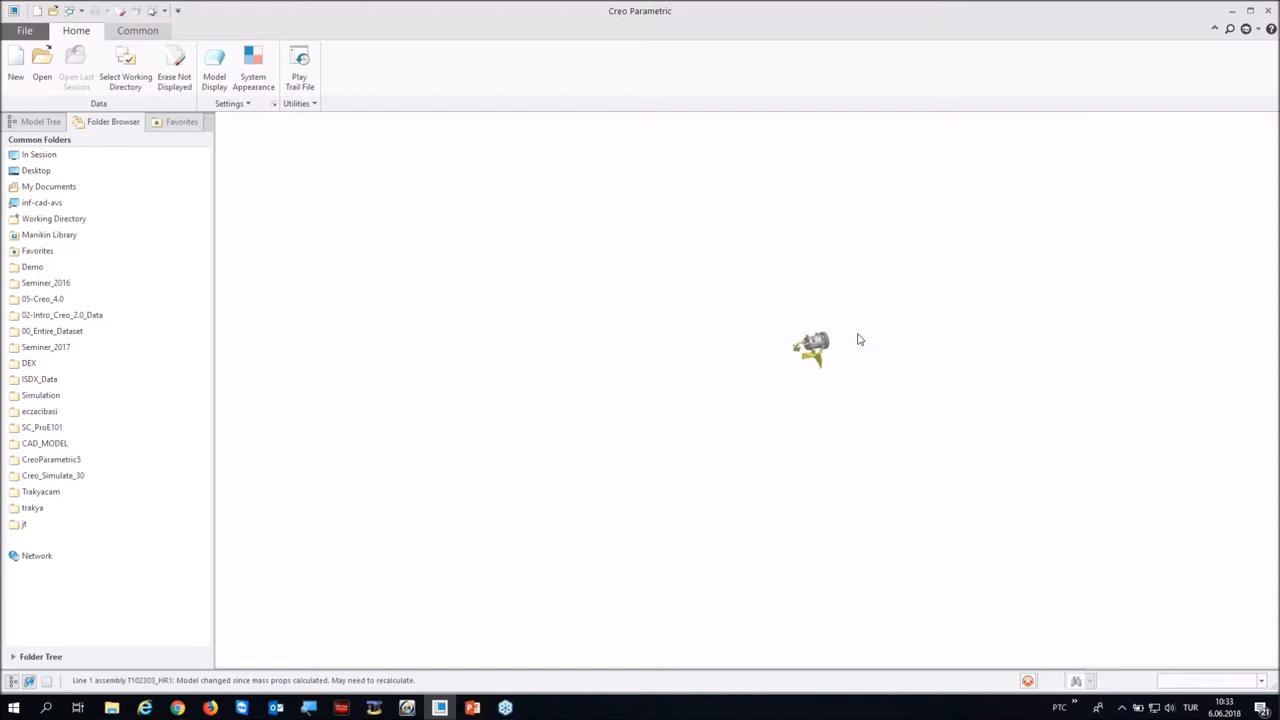 Creo Parametric
File
Home
Common
New
Open
Open Last Session
Select Working Directory
Erase Not Displayed
Model Display
System Appearance
Play Trail File
Data
Settings
Utilities
Model Tree
Folder Browser
Favorites
Common Folders
In Session
Desktop
My Documents
inf-cad-avs
Working Directory
Manikin Library
Favorites
Demo
Seminer_2016
05-Creo_4.0
02-Intro_Creo_2.0_Data
00_Entire_Dataset
Seminer_2017
DEX
ISDX_Data
Simulation
eczacibasi
SC_ProE101
CAD_MODEL
CreoParametric5
Creo_Simulate_30
Trakyacam
trakya
jt
Network
Folder Tree
Line 1 assembly T102303_HR1: Model changed since mass props calculated. May need to recalculate.
PTC
TUR
10:33
6.06.2018
21